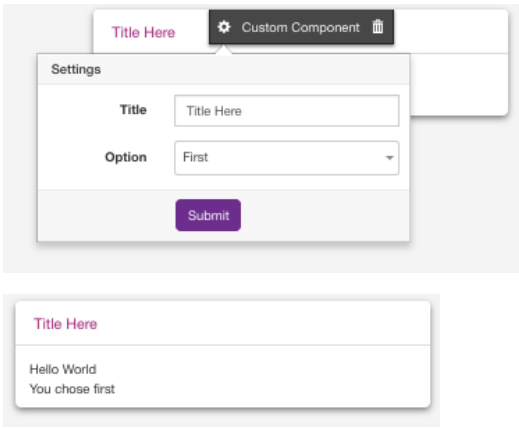 Title Here
Custom Component
Settings
Title
Title Here
Option
First
Submit
Title Here
Hello World
You chose first